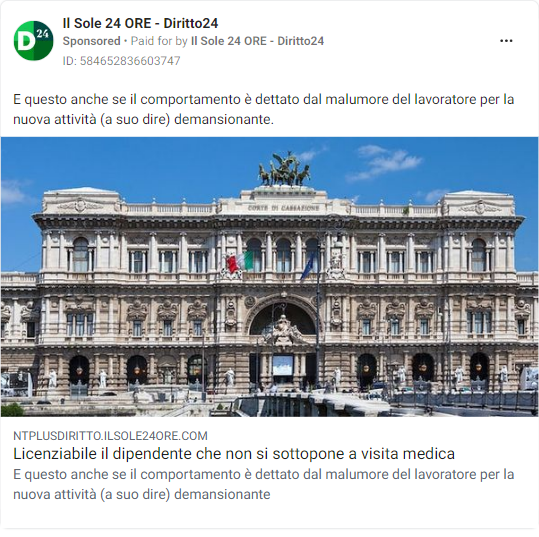 D24
Il Sole 24 ORE - Diritto24
Sponsored • Paid for by Il Sole 24 ORE - Diritto24
ID: 584652836603747
E questo anche se il comportamento è dettato dal malumore del lavoratore per la
nuova attività (a suo dire) demansionante.
CORTE DI CASSAZIONE
NTPLUSDIRITTO.ILSOLE24ORE.COM
Licenziabile il dipendente che non si sottopone a visita medica
E questo anche se il comportamento è dettato dal malumore del lavoratore per la
nuova attività (a suo dire) demansionante